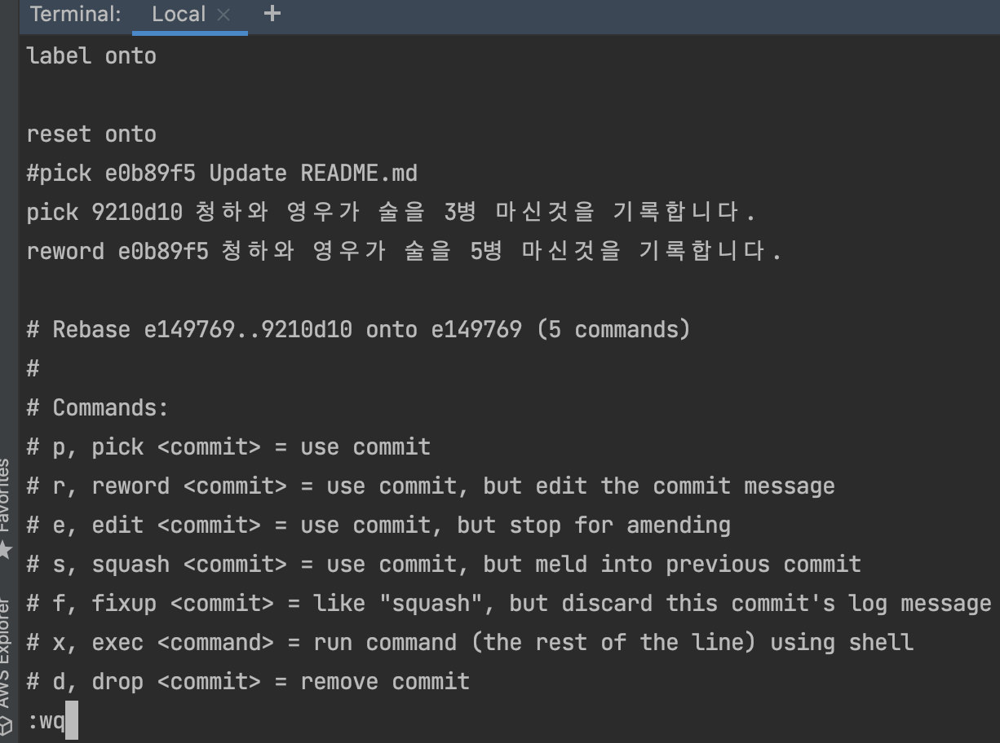 Terminal: Local × +
label onto
reset onto
#pick e0b89f5 Update README.md
pick 9210d10 청하와 영우가 술을 3병 마신것을 기록합니다.
reword e0b89f5 청하와 영우가 술을 5병 마신것을 기록합니다.
# Rebase e149769..9210d10 onto e149769 (5 commands)
#
# Commands:
# p, pick <commit> = use commit
# r, reword <commit> = use commit, but edit the commit message
# e, edit <commit> = use commit, but stop for amending
# s, squash <commit> = use commit, but meld into previous commit
# f, fixup <commit> = like "squash", but discard this commit's log message
# x, exec <command> = run command (the rest of the line) using shell
# d, drop <commit> = remove commit
:wq
Favorites
AWS Explorer